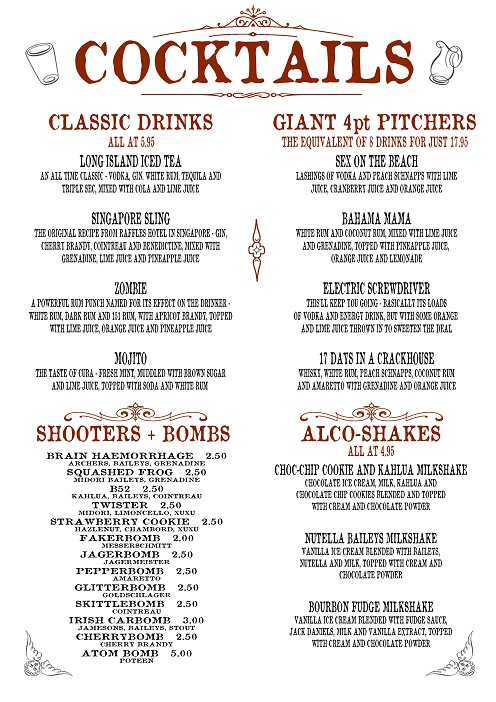 COCKTAILS
CLASSIC DRINKS
ALL AT 5.95
LONG ISLAND ICED TEA
AN ALL TIME CLASSIC - VODKA, GIN, WHITE RUM, TEQUILA AND
TRIPLE SEC, MIXED WITH COLA AND LIME JUICE
SINGAPORE SLING
THE ORIGINAL RECIPE FROM RAFFLES HOTEL IN SINGAPORE - GIN,
CHERRY BRANDY, COINTREAU AND BENEDICTINE, MIXED WITH
GRENADINE, LIME JUICE AND PINEAPPLE JUICE
ZOMBIE
A POWERFUL RUM PUNCH NAMED FOR ITS EFFECT ON THE DRINKER -
WHITE RUM, DARK RUM AND 151 RUM, WITH APRICOT BRANDY, TOPPED
WITH LIME JUICE, ORANGE JUICE AND PINEAPPLE JUICE
MOJITO
THE TASTE OF CUBA - FRESH MINT, MUDDLED WITH BROWN SUGAR
AND LIME JUICE, TOPPED WITH SODA AND WHITE RUM
SHOOTERS + BOMBS
BRAIN HAEMORRHAGE 2.50
ARCHERS, BAILEYS, GRENADINE
SQUASHED FROG 2.50
MIDORI BAILEYS, GRENADINE
B52 2.50
KAHLUA, BAILEYS, COINTREAU
TWISTER 2.50
MIDORI, LIMONCELLO, XUXU
STRAWBERRY COOKIE 2.50
HAZLENUT, CHAMBORD, XUXU
FAKERBOMB 2.00
MESSERSCHMITT
JAGERBOMB 2.50
JAGERMEISTER
PEPPERBOMB 2.50
AMARETTO
GLITTERBOMB 2.50
GOLDSCHLAGER
SKITTLEBOMB 2.50
COINTREAU
IRISH CARBOMB 3.00
JAMESONS, BAILEYS, STOUT
CHERRYBOMB 2.50
CHERRY BRANDY
ATOM BOMB 5.00
POTEEN
GIANT 4pt PITCHERS
THE EQUIVALENT OF 8 DRINKS FOR JUST 17.95
SEX ON THE BEACH
LASHINGS OF VODKA AND PEACH SCHNAPPS WITH LIME
JUICE, CRANBERRY JUICE AND ORANGE JUICE
BAHAMA MAMA
WHITE RUM AND COCONUT RUM, MIXED WITH LIME JUICE
AND GRENADINE, TOPPED WITH PINEAPPLE JUICE,
ORANGE JUICE AND LEMONADE
ELECTRIC SCREWDRIVER
THIS'LL KEEP YOU GOING - BASICALLY ITS LOADS
OF VODKA AND ENERGY DRINK, BUT WITH SOME ORANGE
AND LIME JUICE THROWN IN TO SWEETEN THE DEAL
17 DAYS IN A CRACKHOUSE
WHISKY, WHITE RUM, PEACH SCHNAPPS, COCONUT RUM
AND AMARETTO WITH GRENADINE AND ORANGE JUICE
ALCO-SHAKES
ALL AT 4.95
CHOC-CHIP COOKIE AND KAHLUA MILKSHAKE
CHOCOLATE ICE CREAM, MILK, KAHLUA AND
CHOCOLATE CHIP COOKIES BLENDED AND TOPPED
WITH CREAM AND CHOCOLATE POWDER
NUTELLA BAILEYS MILKSHAKE
VANILLA ICE CREAM BLENDED WITH BAILEYS,
NUTELLA AND MILK, TOPPED WITH CREAM AND
CHOCOLATE POWDER
BOURBON FUDGE MILKSHAKE
VANILLA ICE CREAM BLENDED WITH FUDGE SAUCE,
JACK DANIELS, MILK AND VANILLA EXTRACT, TOPPED
WITH CREAM AND CHOCOLATE POWDER